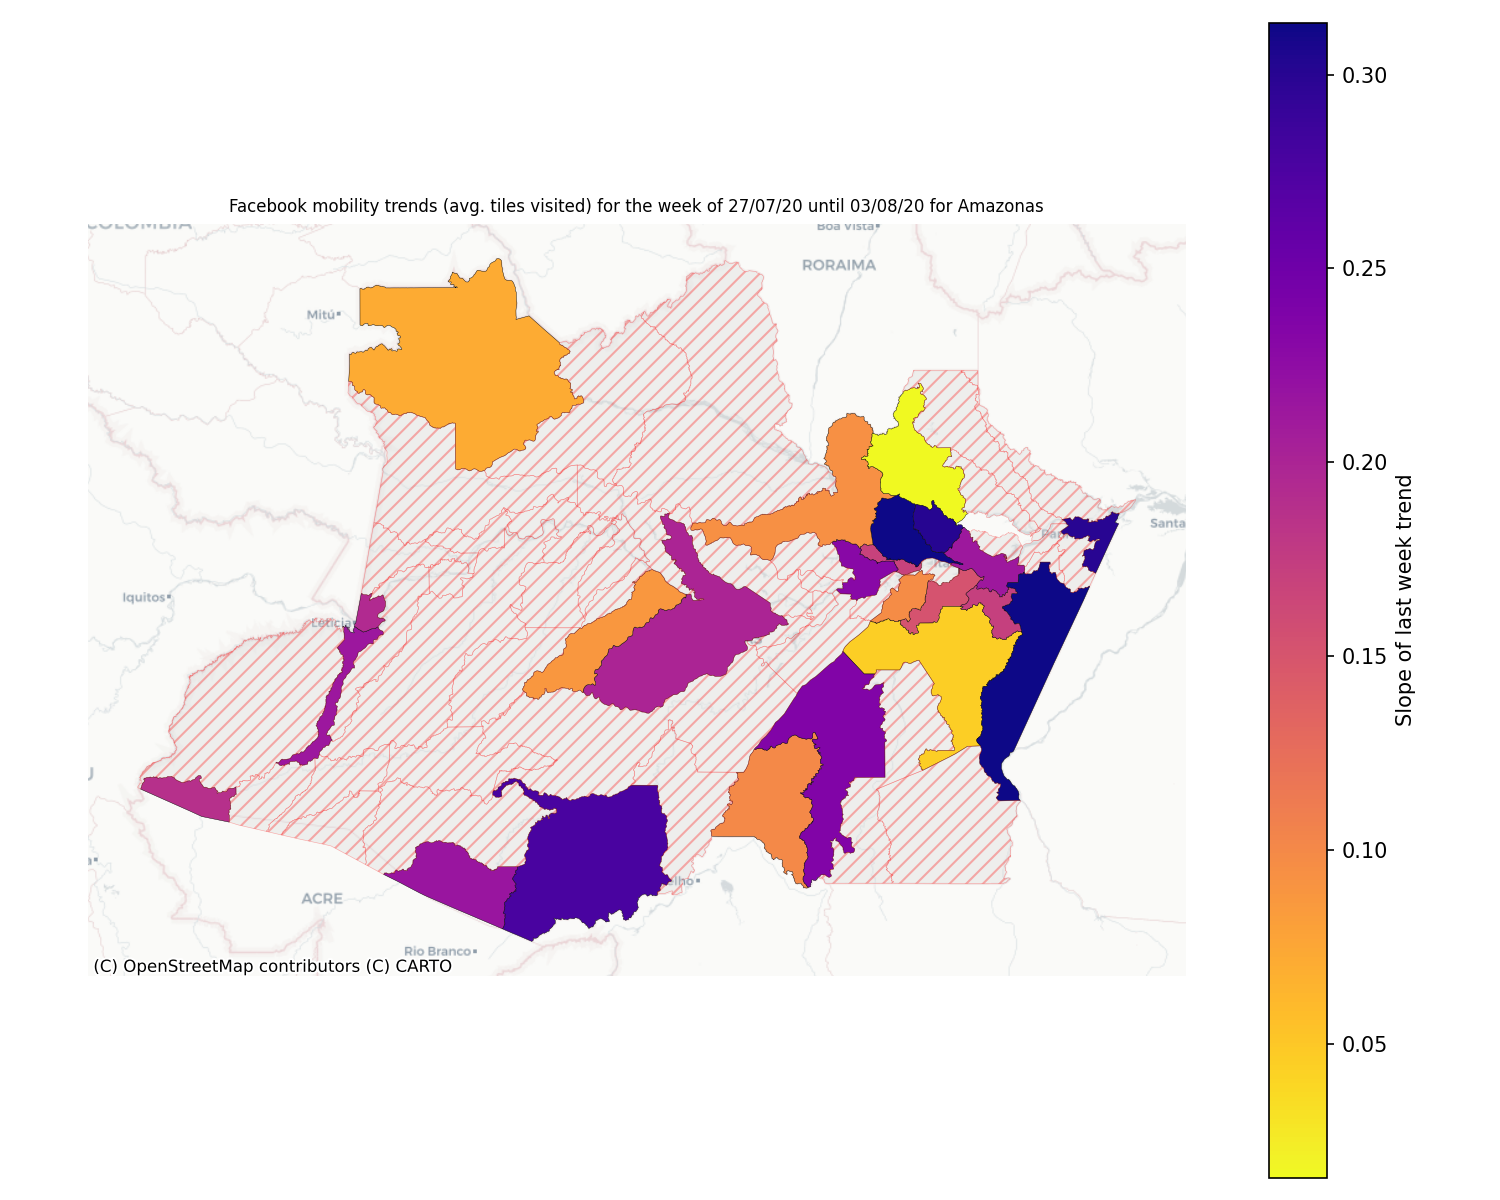 Facebook mobility trends (avg. tiles visited) for the week of 27/07/20 until 03/08/20 for Amazonas
COLOMBIA
Boa Vista
RORAIMA
Mitú
Santa
Iquitos
Leticia
ACRE
Rio Branco
(C) OpenStreetMap contributors (C) CARTO
0.30
0.25
0.20
0.15
0.10
0.05
Slope of last week trend